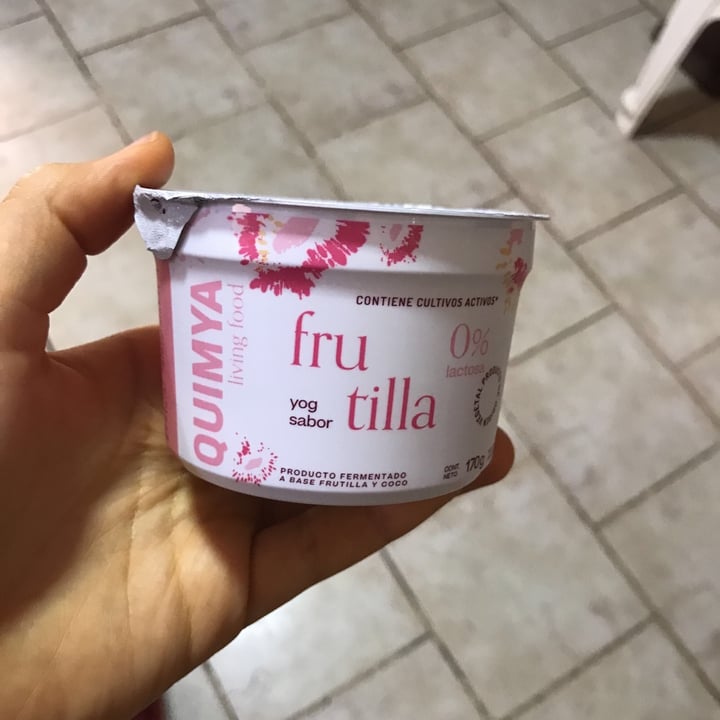 QUIMYA
living food
CONTIENE CULTIVOS ACTIVOS*
fru
tilla
yog
sabor
0%
lactosa
PRODUCTO FERMENTADO
A BASE FRUTILLA Y COCO
CONT.
NETO
170g